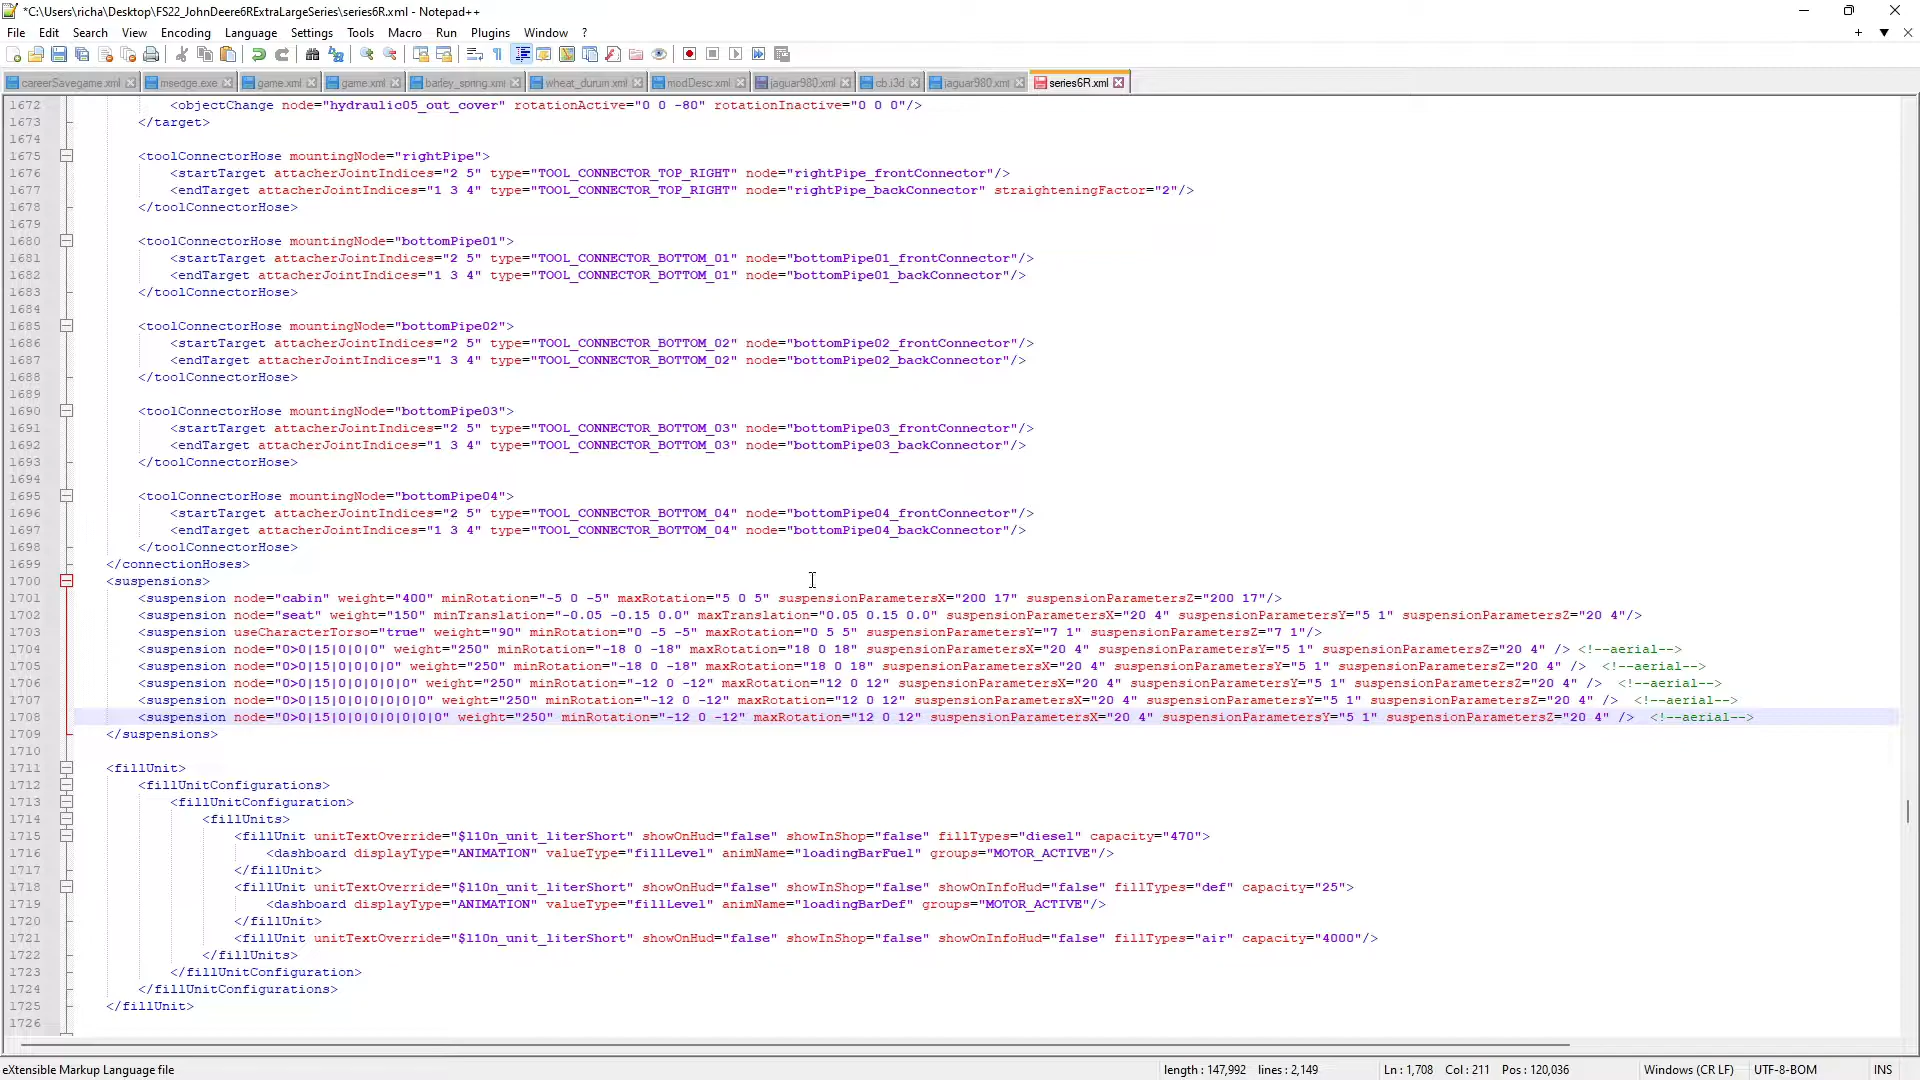 *C:\Users\richa\Desktop\FS22_JohnDeere6RExtraLargeSeries\series6R.xml - Notepad++
File Edit Search View Encoding Language Settings Tools Macro Run Plugins Window ?
careerSavegame.xml msedge.exe game.xml game.xml barley_spring.xml wheat_durum.xml modDesc.xml jaguar980.xml cb.i3d jaguar980.xml series6R.xml
1672 <objectChange node="hydraulic05_out_cover" rotationActive="0 0 -80" rotationInactive="0 0 0"/>
1673 </target>
1674
1675 <toolConnectorHose mountingNode="rightPipe">
1676 <startTarget attacherJointIndices="2 5" type="TOOL_CONNECTOR_TOP_RIGHT" node="rightPipe_frontConnector"/>
1677 <endTarget attacherJointIndices="1 3 4" type="TOOL_CONNECTOR_TOP_RIGHT" node="rightPipe_backConnector" straighteningFactor="2"/>
1678 </toolConnectorHose>
1679
1680 <toolConnectorHose mountingNode="bottomPipe01">
1681 <startTarget attacherJointIndices="2 5" type="TOOL_CONNECTOR_BOTTOM_01" node="bottomPipe01_frontConnector"/>
1682 <endTarget attacherJointIndices="1 3 4" type="TOOL_CONNECTOR_BOTTOM_01" node="bottomPipe01_backConnector"/>
1683 </toolConnectorHose>
1684
1685 <toolConnectorHose mountingNode="bottomPipe02">
1686 <startTarget attacherJointIndices="2 5" type="TOOL_CONNECTOR_BOTTOM_02" node="bottomPipe02_frontConnector"/>
1687 <endTarget attacherJointIndices="1 3 4" type="TOOL_CONNECTOR_BOTTOM_02" node="bottomPipe02_backConnector"/>
1688 </toolConnectorHose>
1689
1690 <toolConnectorHose mountingNode="bottomPipe03">
1691 <startTarget attacherJointIndices="2 5" type="TOOL_CONNECTOR_BOTTOM_03" node="bottomPipe03_frontConnector"/>
1692 <endTarget attacherJointIndices="1 3 4" type="TOOL_CONNECTOR_BOTTOM_03" node="bottomPipe03_backConnector"/>
1693 </toolConnectorHose>
1694
1695 <toolConnectorHose mountingNode="bottomPipe04">
1696 <startTarget attacherJointIndices="2 5" type="TOOL_CONNECTOR_BOTTOM_04" node="bottomPipe04_frontConnector"/>
1697 <endTarget attacherJointIndices="1 3 4" type="TOOL_CONNECTOR_BOTTOM_04" node="bottomPipe04_backConnector"/>
1698 </toolConnectorHose>
1699 </connectionHoses>
1700 <suspensions>
1701 <suspension node="cabin" weight="400" minRotation="-5 0 -5" maxRotation="5 0 5" suspensionParametersX="200 17" suspensionParametersZ="200 17"/>
1702 <suspension node="seat" weight="150" minTranslation="-0.05 -0.15 0.0" maxTranslation="0.05 0.15 0.0" suspensionParametersX="20 4" suspensionParametersY="5 1" suspensionParametersZ="20 4"/>
1703 <suspension useCharacterTorso="true" weight="90" minRotation="0 -5 -5" maxRotation="0 5 5" suspensionParametersY="7 1" suspensionParametersZ="7 1"/>
1704 <suspension node="0>0|15|0|0|0" weight="250" minRotation="-18 0 -18" maxRotation="18 0 18" suspensionParametersX="20 4" suspensionParametersY="5 1" suspensionParametersZ="20 4" /> <!--aerial-->
1705 <suspension node="0>0|15|0|0|0|0" weight="250" minRotation="-18 0 -18" maxRotation="18 0 18" suspensionParametersX="20 4" suspensionParametersY="5 1" suspensionParametersZ="20 4" /> <!--aerial-->
1706 <suspension node="0>0|15|0|0|0|0|0" weight="250" minRotation="-12 0 -12" maxRotation="12 0 12" suspensionParametersX="20 4" suspensionParametersY="5 1" suspensionParametersZ="20 4" /> <!--aerial-->
1707 <suspension node="0>0|15|0|0|0|0|0|0" weight="250" minRotation="-12 0 -12" maxRotation="12 0 12" suspensionParametersX="20 4" suspensionParametersY="5 1" suspensionParametersZ="20 4" /> <!--aerial-->
1708 <suspension node="0>0|15|0|0|0|0|0|0|0" weight="250" minRotation="-12 0 -12" maxRotation="12 0 12" suspensionParametersX="20 4" suspensionParametersY="5 1" suspensionParametersZ="20 4" /> <!--aerial-->
1709 </suspensions>
1710
1711 <fillUnit>
1712 <fillUnitConfigurations>
1713 <fillUnitConfiguration>
1714 <fillUnits>
1715 <fillUnit unitTextOverride="$l10n_unit_literShort" showOnHud="false" showInShop="false" fillTypes="diesel" capacity="470">
1716 <dashboard displayType="ANIMATION" valueType="fillLevel" animName="loadingBarFuel" groups="MOTOR_ACTIVE"/>
1717 </fillUnit>
1718 <fillUnit unitTextOverride="$l10n_unit_literShort" showOnHud="false" showInShop="false" showOnInfoHud="false" fillTypes="def" capacity="25">
1719 <dashboard displayType="ANIMATION" valueType="fillLevel" animName="loadingBarDef" groups="MOTOR_ACTIVE"/>
1720 </fillUnit>
1721 <fillUnit unitTextOverride="$l10n_unit_literShort" showOnHud="false" showInShop="false" showOnInfoHud="false" fillTypes="air" capacity="4000"/>
1722 </fillUnits>
1723 </fillUnitConfiguration>
1724 </fillUnitConfigurations>
1725 </fillUnit>
1726
eXtensible Markup Language file length : 147,992 lines : 2,149 Ln : 1,708 Col : 211 Pos : 120,036 Windows (CR LF) UTF-8-BOM INS